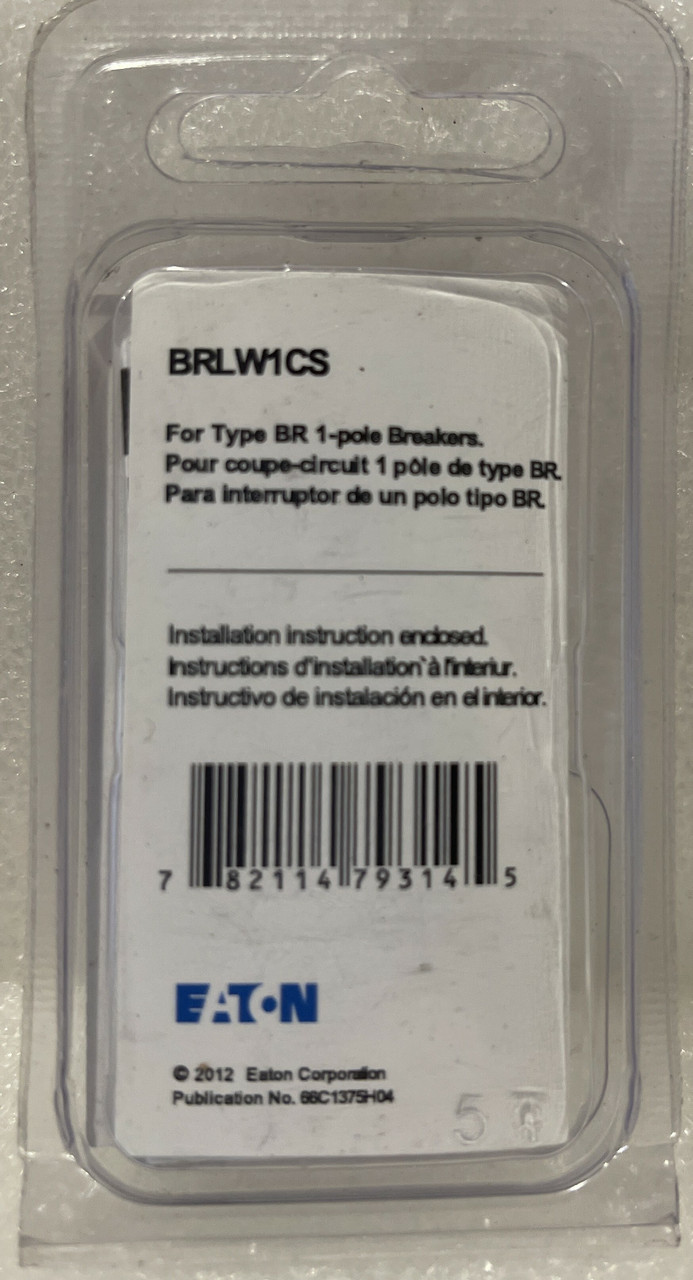 BRLW1CS
For Type BR 1-pole Breakers.
Pour coupe-circuit 1 pôle de type BR.
Para Interruptor de un polo tipo BR.
Installation instruction enclosed.
Instructions d'installation`à l'interiur.
Instructivo de instalación en el interior.
7 82114 79314 5
EATON
© 2012 Eaton Corporation
Publication No. 66C1375H04
5